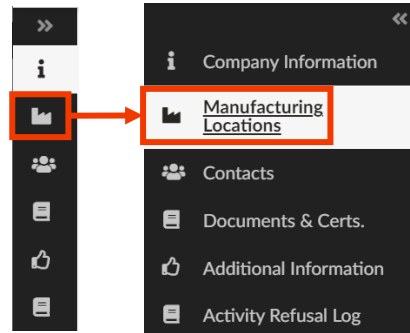 Company Information
Manufacturing
Locations
Contacts
Documents & Certs.
Additional Information
Activity Refusal Log